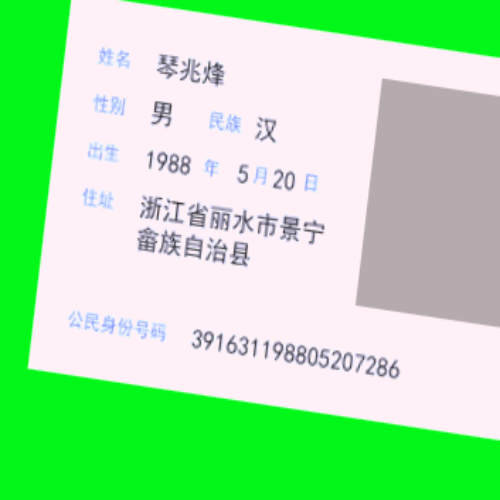 姓名 琴兆烽
性别 男 民族 汉
出生 1988 年 5 月 20 日
住址 浙江省丽水市景宁
畲族自治县
公民身份号码 391631198805207286